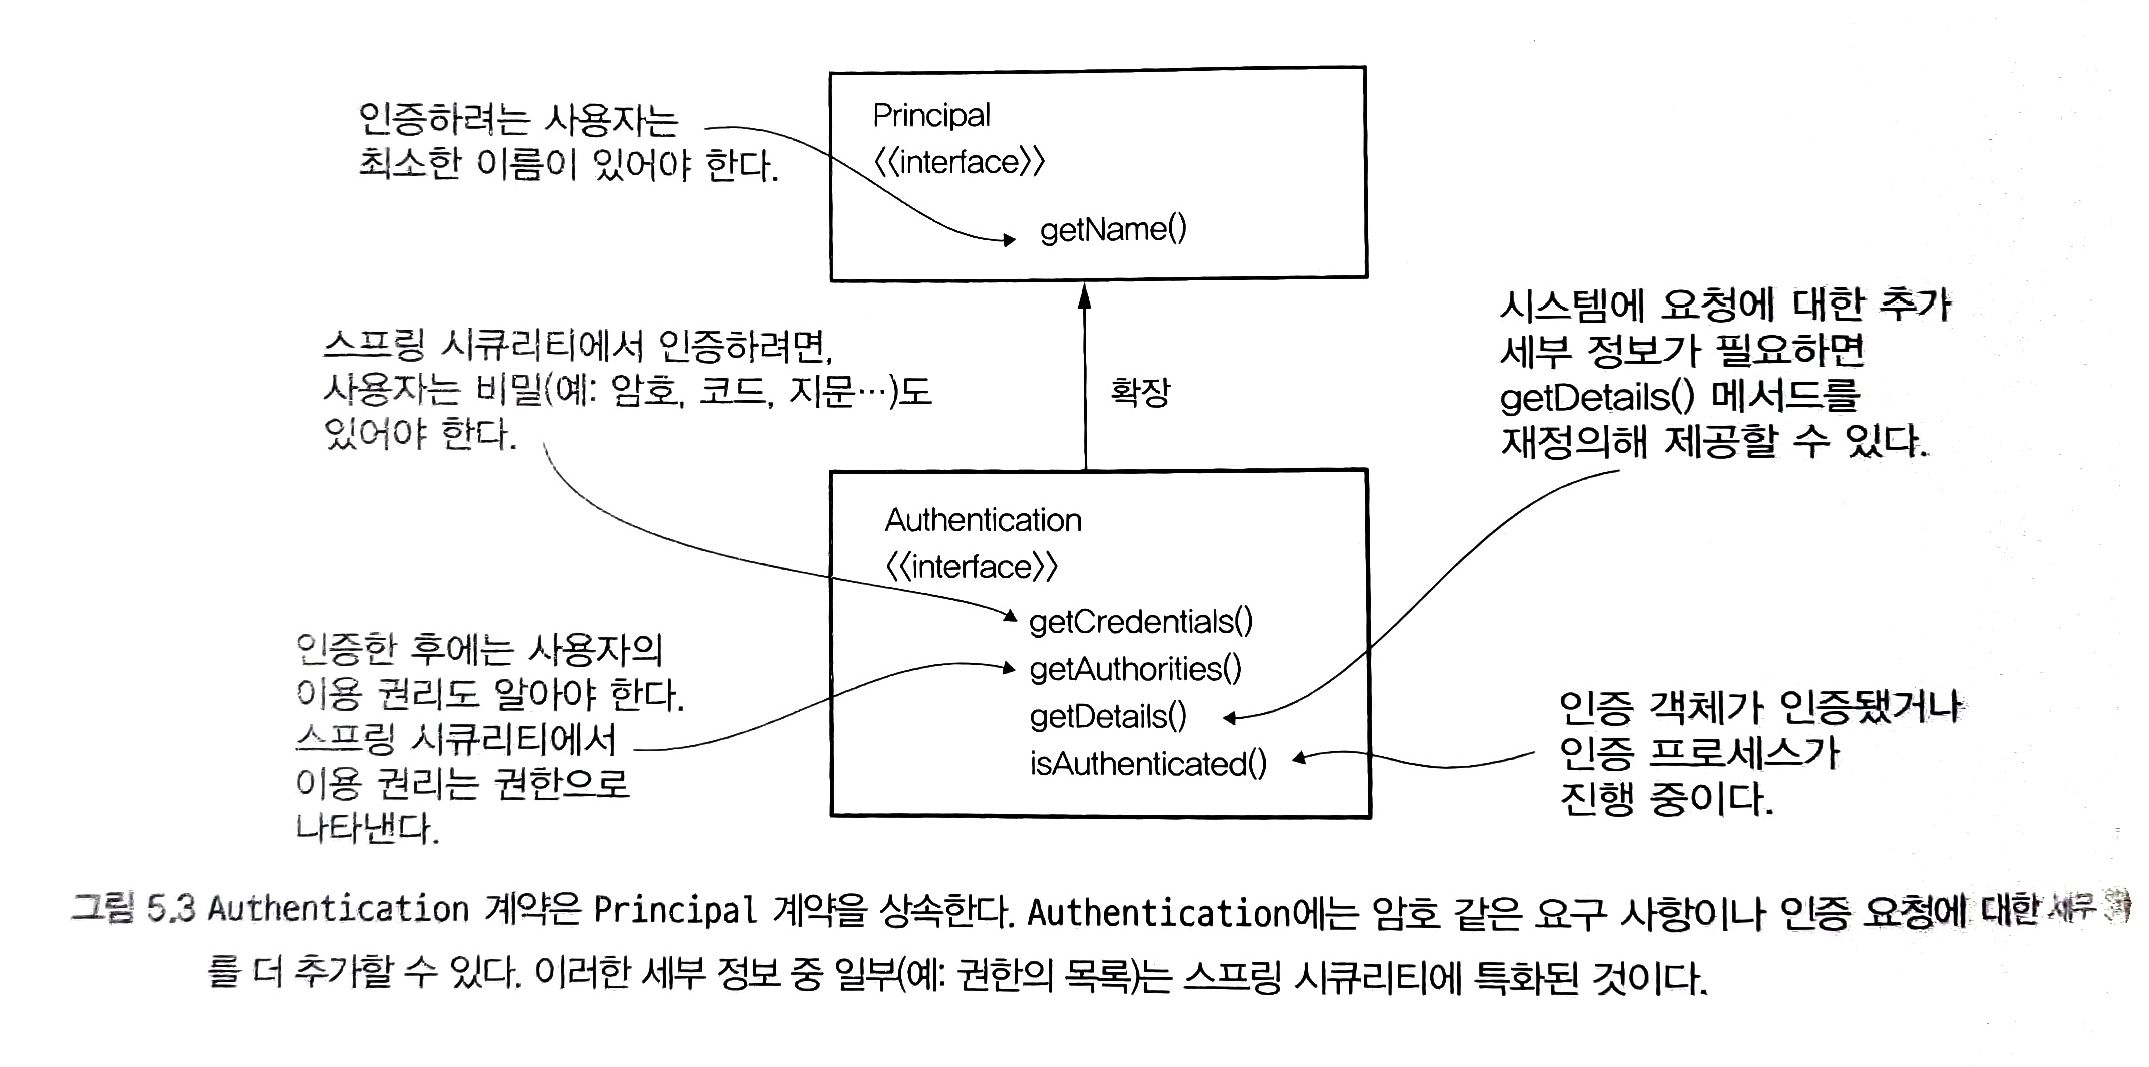 인증하려는 사용자는
최소한 이름이 있어야 한다.
Principal
《interface》
getName()
스프링 시큐리티에서 인증하려면,
사용자는 비밀(예: 암호, 코드, 지문…)도
있어야 한다.
확장
시스템에 요청에 대한 추가
세부 정보가 필요하면
getDetails() 메서드를
재정의해 제공할 수 있다.
Authentication
《interface》
getCredentials()
getAuthorities()
getDetails()
isAuthenticated()
인증한 후에는 사용자의
이용 권리도 알아야 한다.
스프링 시큐리티에서
이용 권리는 권한으로
나타낸다.
인증 객체가 인증됐거나
인증 프로세스가
진행 중이다.
그림 5.3 Authentication 계약은 Principal 계약을 상속한다. Authentication에는 암호 같은 요구 사항이나 인증 요청에 대한 세부
를 더 추가할 수 있다. 이러한 세부 정보 중 일부(예: 권한의 목록)는 스프링 시큐리티에 특화된 것이다.